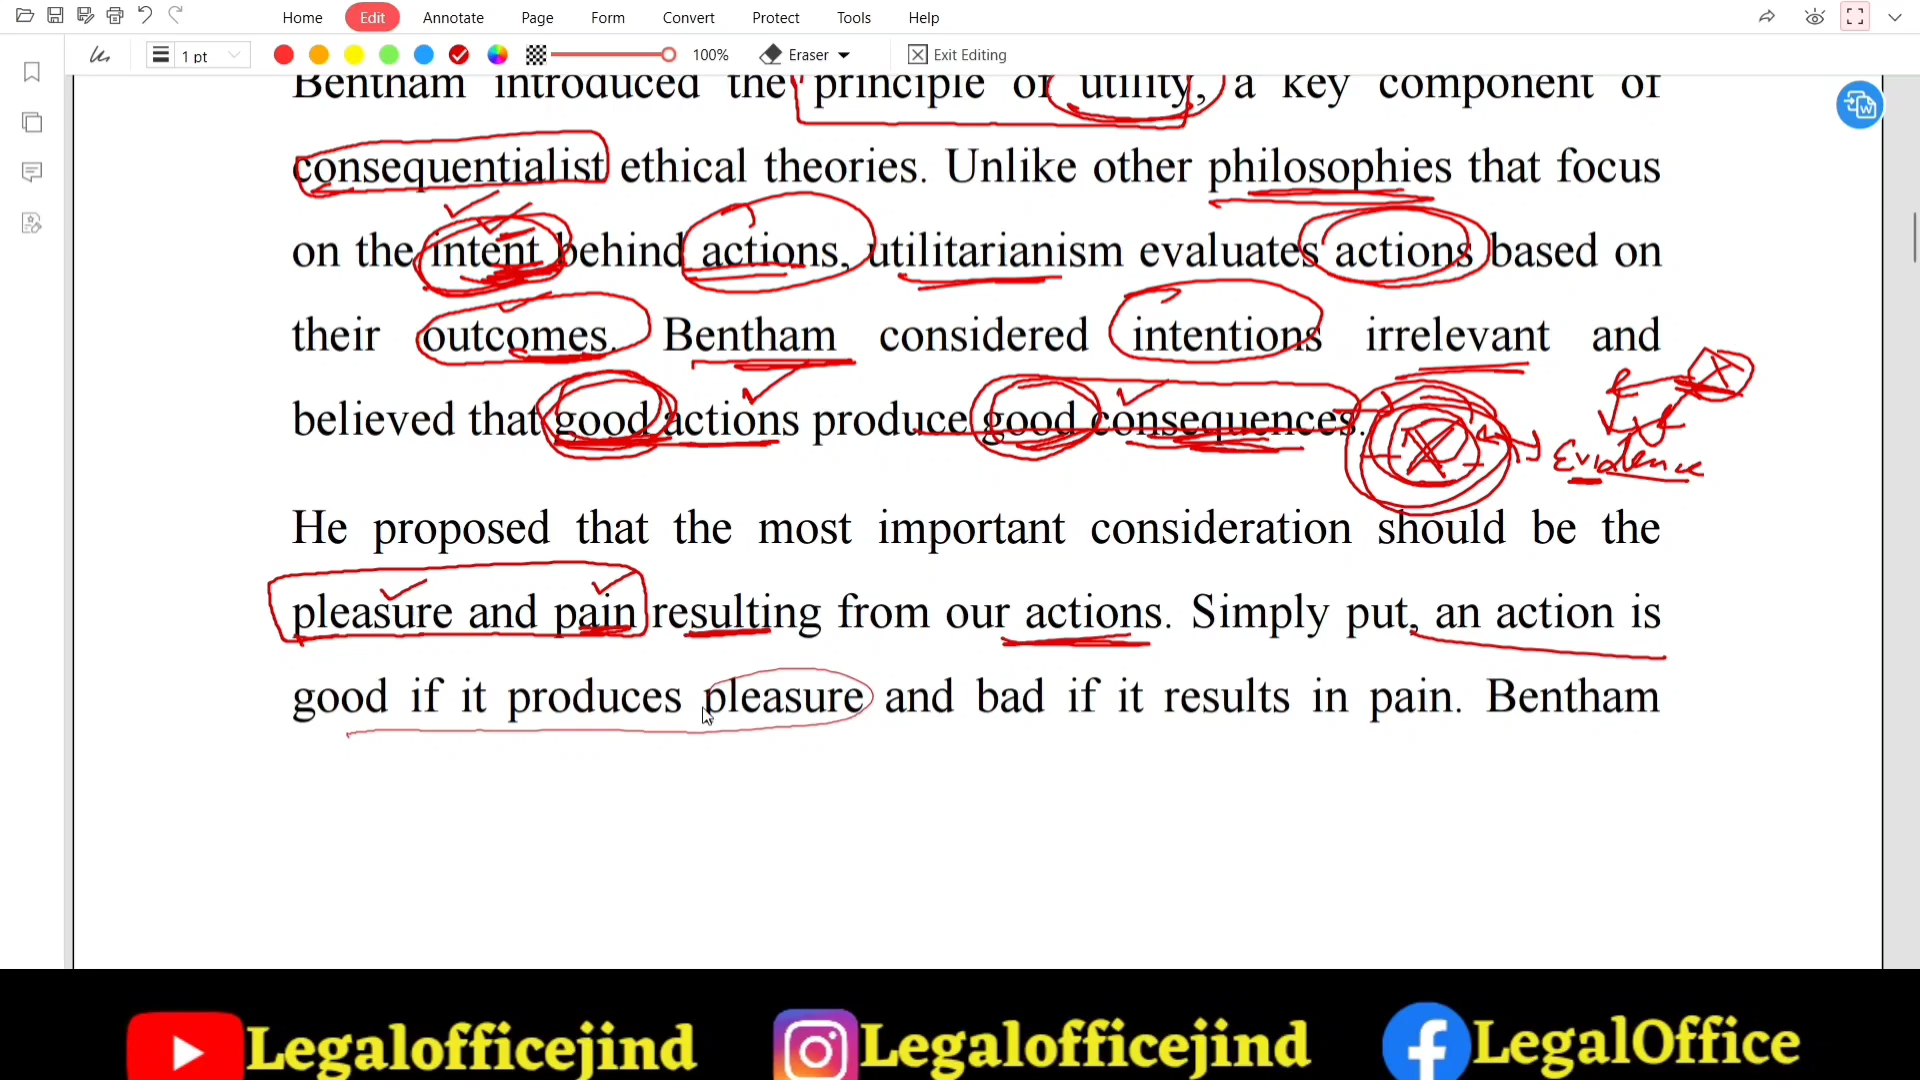 Home Edit Annotate Page Form Convert Protect Tools Help
1 pt 100% Eraser Exit Editing
Bentham introduced the principle of utility, a key component of
consequentialist ethical theories. Unlike other philosophies that focus
on the intent behind actions, utilitarianism evaluates actions based on
their outcomes. Bentham considered intentions irrelevant and
believed that good actions produce good consequences.
Evidence
He proposed that the most important consideration should be the
pleasure and pain resulting from our actions. Simply put, an action is
good if it produces pleasure and bad if it results in pain. Bentham
Legalofficejind Legalofficejind LegalOffice